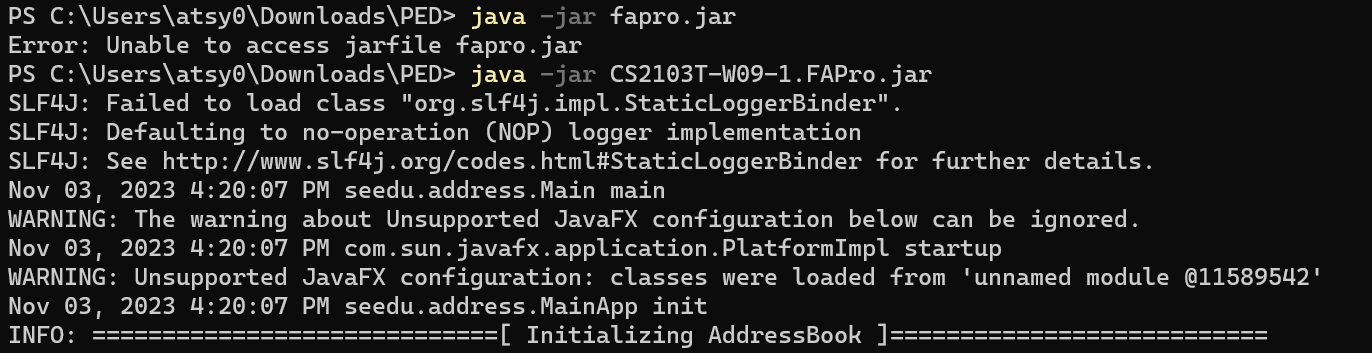 PS C:\Users\atsy0\Downloads\PED> java -jar fapro.jar
Error: Unable to access jarfile fapro.jar
PS C:\Users\atsy0\Downloads\PED> java -jar CS2103T-W09-1.FAPro.jar
SLF4J: Failed to load class "org.slf4j.impl.StaticLoggerBinder".
SLF4J: Defaulting to no-operation (NOP) logger implementation
SLF4J: See http://www.slf4j.org/codes.html#StaticLoggerBinder for further details.
Nov 03, 2023 4:20:07 PM seedu.address.Main main
WARNING: The warning about Unsupported JavaFX configuration below can be ignored.
Nov 03, 2023 4:20:07 PM com.sun.javafx.application.PlatformImpl startup
WARNING: Unsupported JavaFX configuration: classes were loaded from 'unnamed module @11589542'
Nov 03, 2023 4:20:07 PM seedu.address.MainApp init
INFO: =============================[ Initializing AddressBook ]===========================